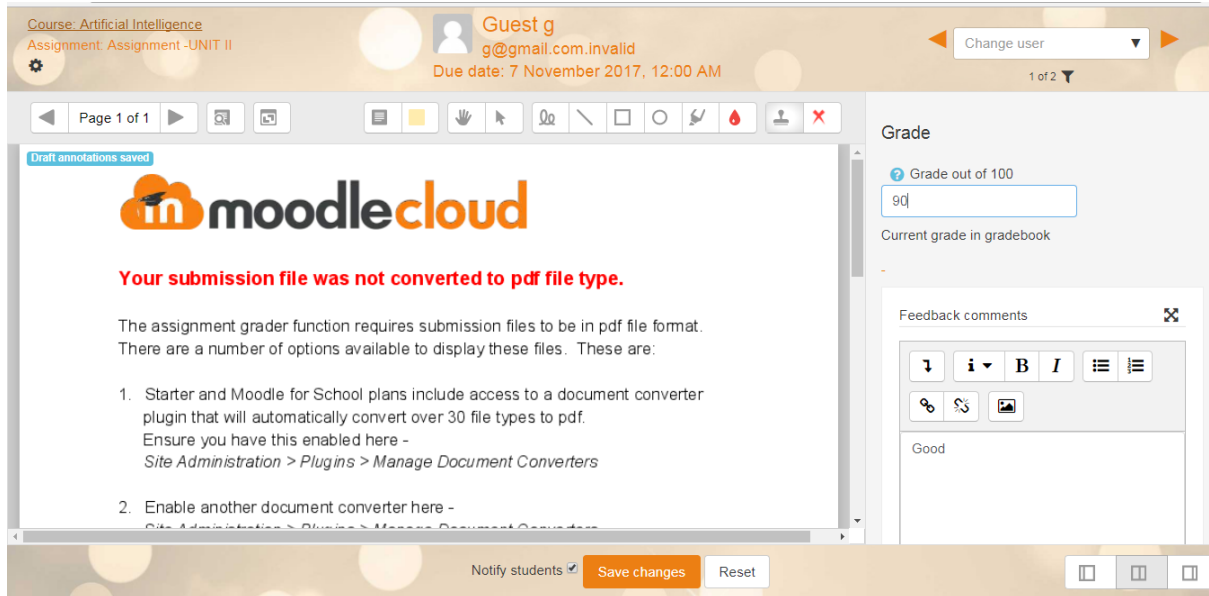 Course: Artificial Intelligence
Assignment: Assignment -UNIT II
Guest g
g@gmail.com.invalid
Due date: 7 November 2017, 12:00 AM
Change user
1 of 2
Page 1 of 1
Draft annotations saved
moodlecloud
Your submission file was not converted to pdf file type.
The assignment grader function requires submission files to be in pdf file format.
There are a number of options available to display these files. These are:
1. Starter and Moodle for School plans include access to a document converter
plugin that will automatically convert over 30 file types to pdf.
Ensure you have this enabled here -
Site Administration > Plugins > Manage Document Converters
2. Enable another document converter here -
Site Administration > Plugins > Manage Document Converters
Grade
Grade out of 100
90
Current grade in gradebook
-
Feedback comments
Good
Notify students
Save changes
Reset